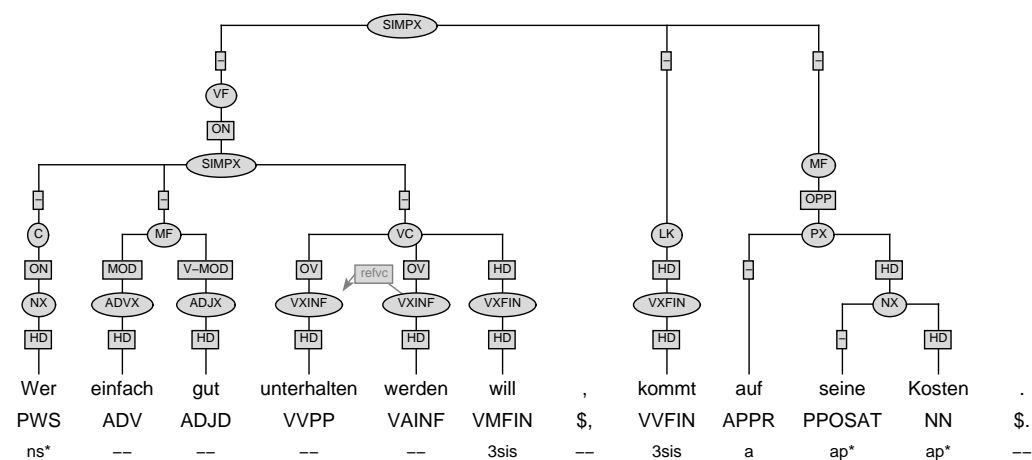 SIMPX
– – –
VF
ON
SIMPX MF
– – – OPP
C MF VC LK PX
ON MOD V–MOD OV refvc OV HD HD – HD
NX ADVX ADJX VXINF VXINF VXFIN VXFIN NX
HD HD HD HD HD HD HD – HD
Wer einfach gut unterhalten werden will , kommt auf seine Kosten .
PWS ADV ADJD VVPP VAINF VMFIN $, VVFIN APPR PPOSAT NN $.
ns* –– –– –– –– 3sis –– 3sis a ap* ap* ––